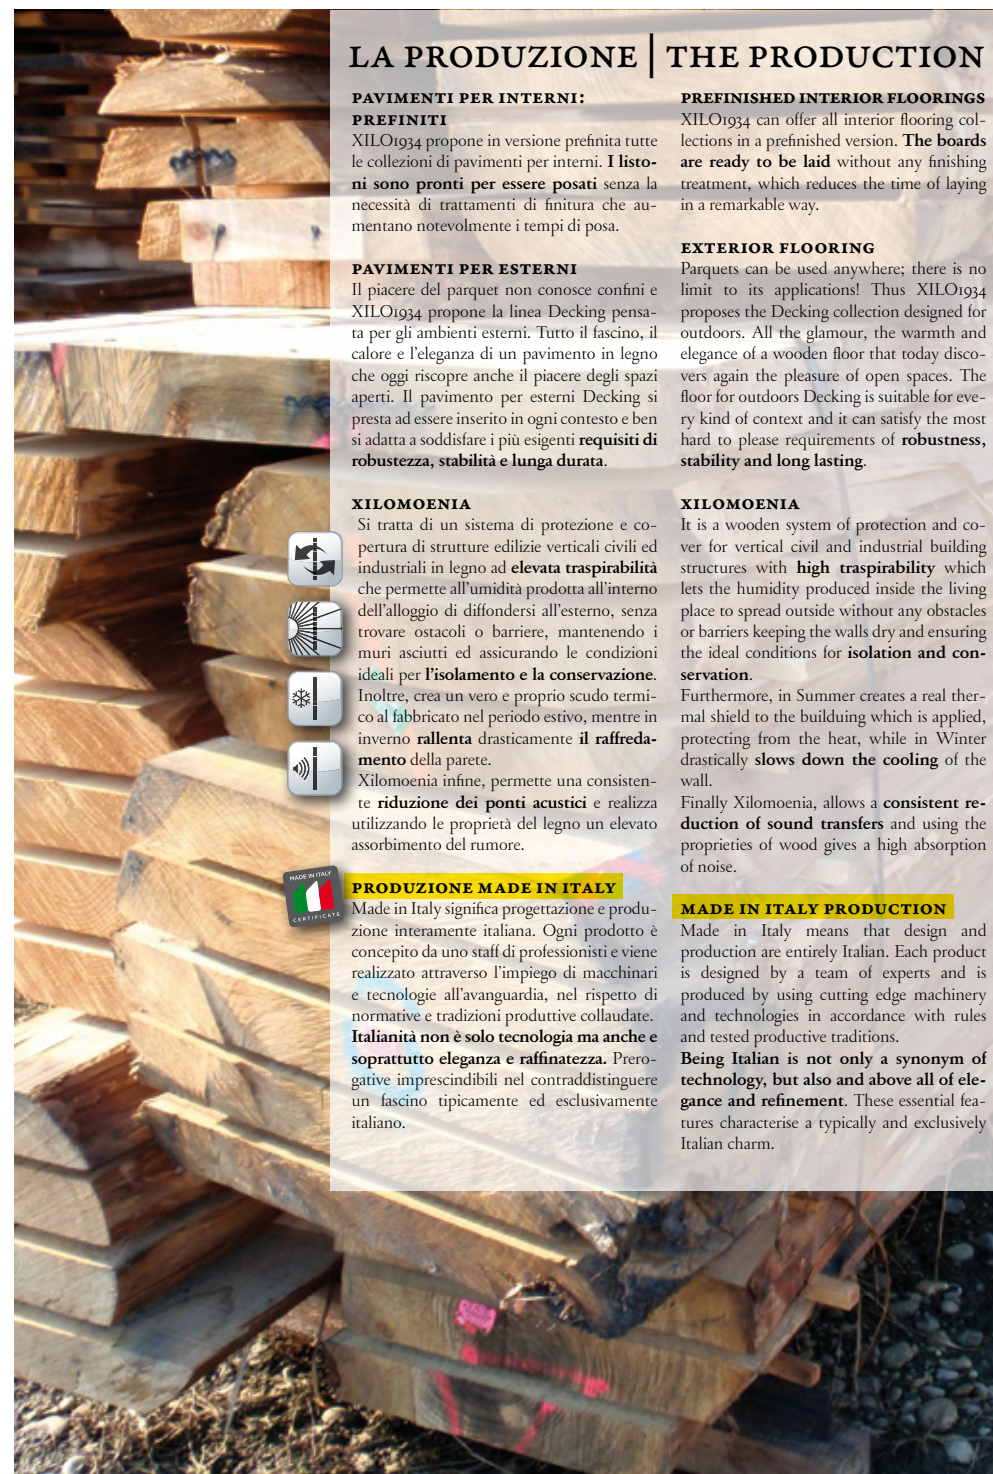 LA PRODUZIONE | THE PRODUCTION
PAVIMENTI PER INTERNI:
PREFINITI
XILO1934 propone in versione prefinita tutte
le collezioni di pavimenti per interni. I listo-
ni sono pronti per essere posati senza la
necessità di trattamenti di finitura che au-
mentano notevolmente i tempi di posa.
PAVIMENTI PER ESTERNI
Il piacere del parquet non conosce confini e
XILO1934 propone la linea Decking pensa-
ta per gli ambienti esterni. Tutto il fascino, il
calore e l'eleganza di un pavimento in legno
che oggi riscopre anche il piacere degli spazi
aperti. Il pavimento per esterni Decking si
presta ad essere inserito in ogni contesto e ben
si adatta a soddisfare i più esigenti requisiti di
robustezza, stabilità e lunga durata.
XILOMOENIA
Si tratta di un sistema di protezione e co-
pertura di strutture edilizie verticali civili ed
industriali in legno ad elevata traspirabilità
che permette all'umidità prodotta all'interno
dell'alloggio di diffondersi all'esterno, senza
trovare ostacoli o barriere, mantenendo i
muri asciutti ed assicurando le condizioni
ideali per l'isolamento e la conservazione.
Inoltre, crea un vero e proprio scudo termi-
co al fabbricato nel periodo estivo, mentre in
inverno rallenta drasticamente il raffreda-
mento della parete.
Xilomoenia infine, permette una consisten-
te riduzione dei ponti acustici e realizza
utilizzando le proprietà del legno un elevato
assorbimento del rumore.
MADE IN ITALY
CERTIFICATE
PRODUZIONE MADE IN ITALY
Made in Italy significa progettazione e produ-
zione interamente italiana. Ogni prodotto è
concepito da uno staff di professionisti e viene
realizzato attraverso l'impiego di macchinari
e tecnologie all'avanguardia, nel rispetto di
normative e tradizioni produttive collaudate.
Italianità non è solo tecnologia ma anche e
soprattutto eleganza e raffinatezza. Prero-
gative imprescindibili nel contraddistinguere
un fascino tipicamente ed esclusivamente
italiano.
PREFINISHED INTERIOR FLOORINGS
XILO1934 can offer all interior flooring col-
lections in a prefinished version. The boards
are ready to be laid without any finishing
treatment, which reduces the time of laying
in a remarkable way.
EXTERIOR FLOORING
Parquets can be used anywhere; there is no
limit to its applications! Thus XILO1934
proposes the Decking collection designed for
outdoors. All the glamour, the warmth and
elegance of a wooden floor that today disco-
vers again the pleasure of open spaces. The
floor for outdoors Decking is suitable for eve-
ry kind of context and it can satisfy the most
hard to please requirements of robustness,
stability and long lasting.
XILOMOENIA
It is a wooden system of protection and co-
ver for vertical civil and industrial building
structures with high traspirability which
lets the humidity produced inside the living
place to spread outside without any obstacles
or barriers keeping the walls dry and ensuring
the ideal conditions for isolation and con-
servation.
Furthermore, in Summer creates a real ther-
mal shield to the builduing which is applied,
protecting from the heat, while in Winter
drastically slows down the cooling of the
wall.
Finally Xilomoenia, allows a consistent re-
duction of sound transfers and using the
proprieties of wood gives a high absorption
of noise.
MADE IN ITALY PRODUCTION
Made in Italy means that design and
production are entirely Italian. Each product
is designed by a team of experts and is
produced by using cutting edge machinery
and technologies in accordance with rules
and tested productive traditions.
Being Italian is not only a synonym of
technology, but also and above all of ele-
gance and refinement. These essential fea-
tures characterise a typically and exclusively
Italian charm.